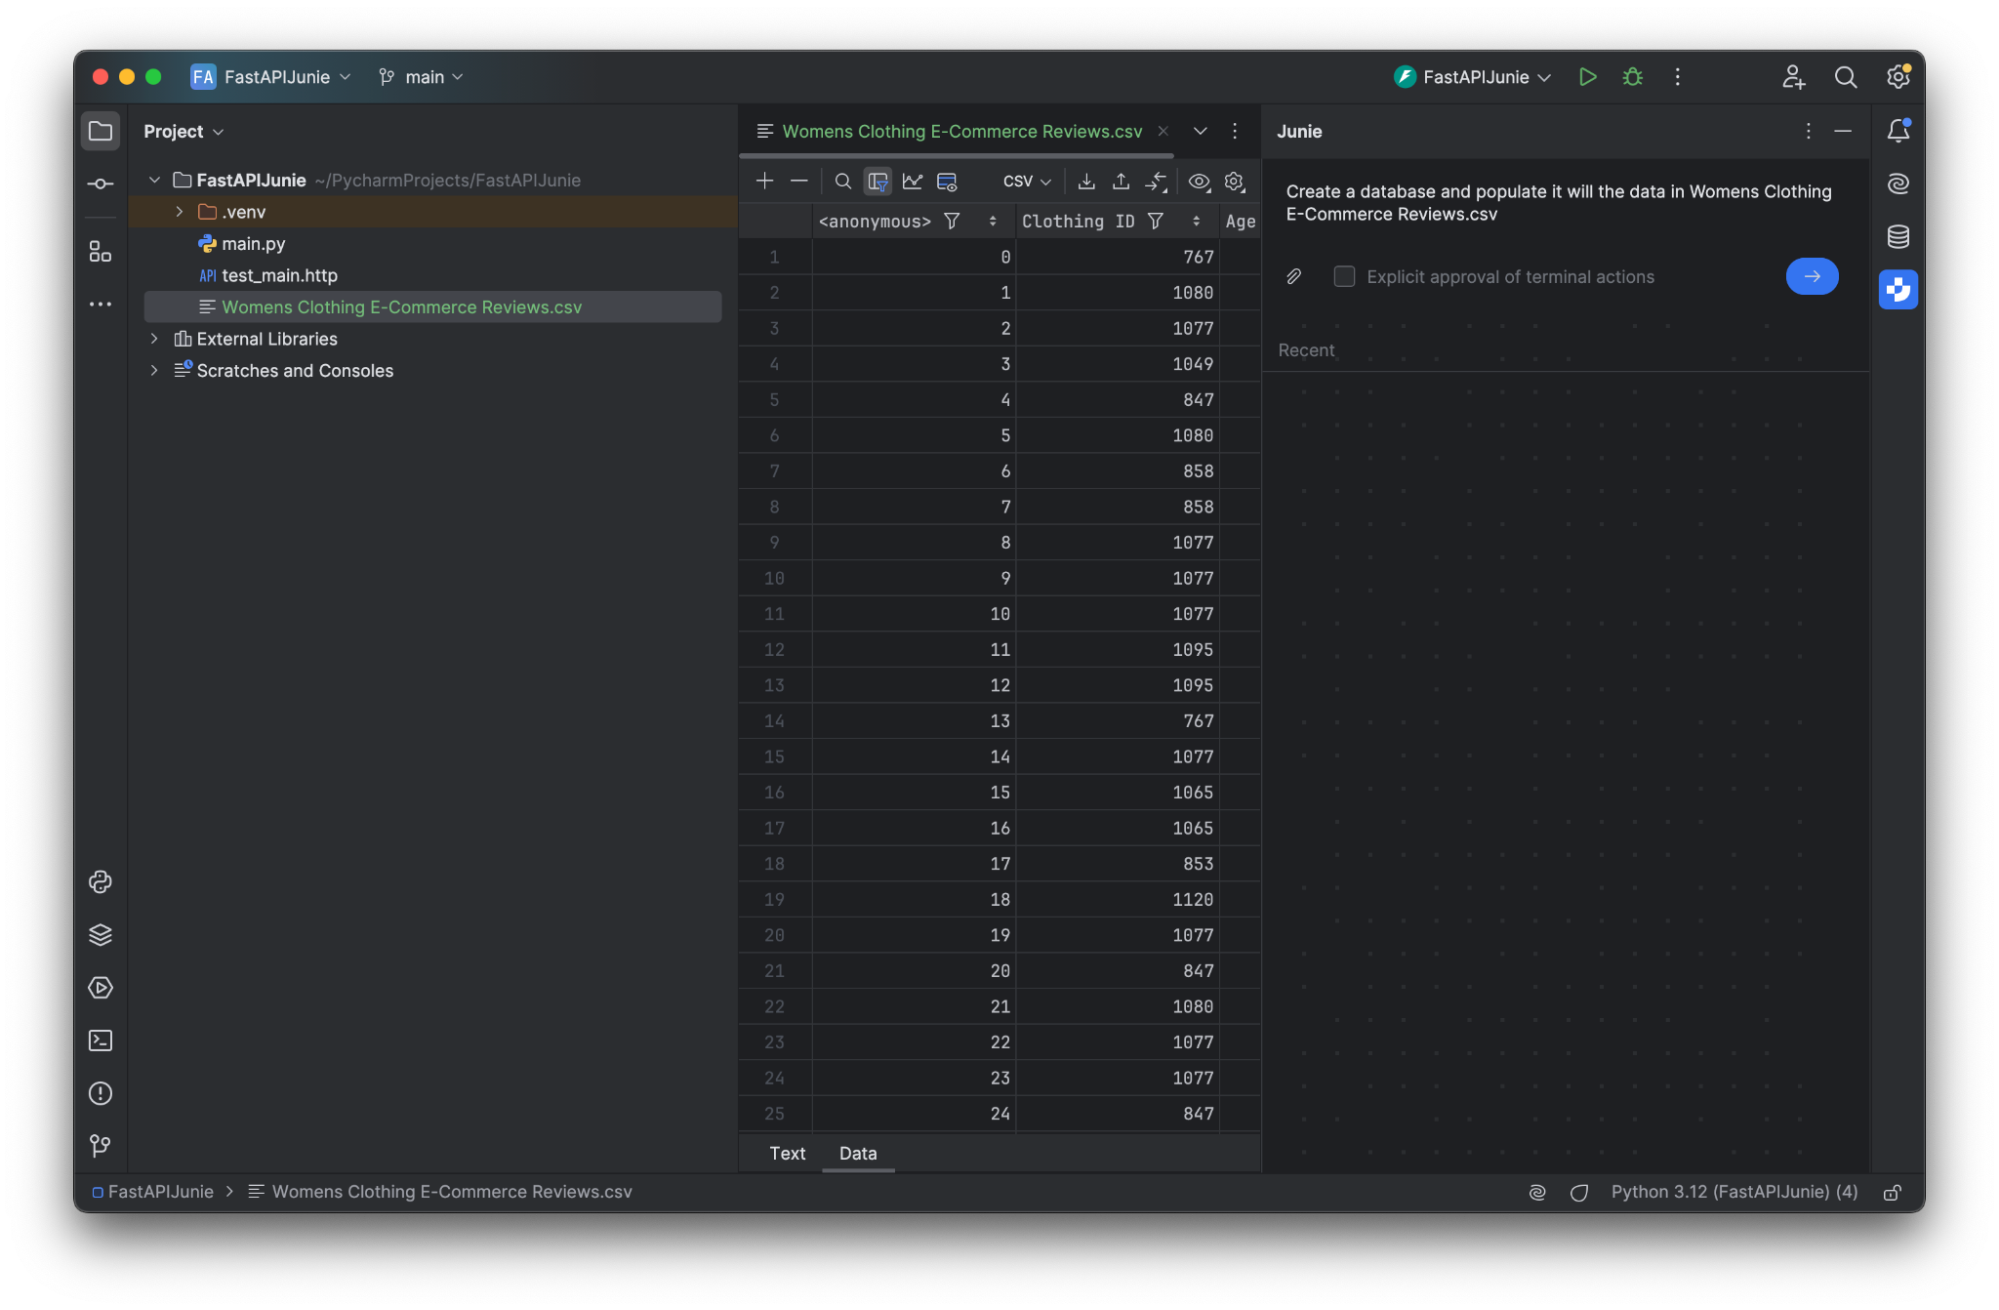 FA FastAPIJunie main
FastAPIJunie
Project
FastAPIJunie ~/PycharmProjects/FastAPIJunie
.venv
main.py
API test_main.http
Womens Clothing E-Commerce Reviews.csv
External Libraries
Scratches and Consoles
Womens Clothing E-Commerce Reviews.csv
CSV
<anonymous> Clothing ID Age
1 0 767
2 1 1080
3 2 1077
4 3 1049
5 4 847
6 5 1080
7 6 858
8 7 858
9 8 1077
10 9 1077
11 10 1077
12 11 1095
13 12 1095
14 13 767
15 14 1077
16 15 1065
17 16 1065
18 17 853
19 18 1120
20 19 1077
21 20 847
22 21 1080
23 22 1077
24 23 1077
25 24 847
Text Data
Junie
Create a database and populate it will the data in Womens Clothing
E-Commerce Reviews.csv
Explicit approval of terminal actions
Recent
FastAPIJunie > Womens Clothing E-Commerce Reviews.csv
Python 3.12 (FastAPIJunie) (4)